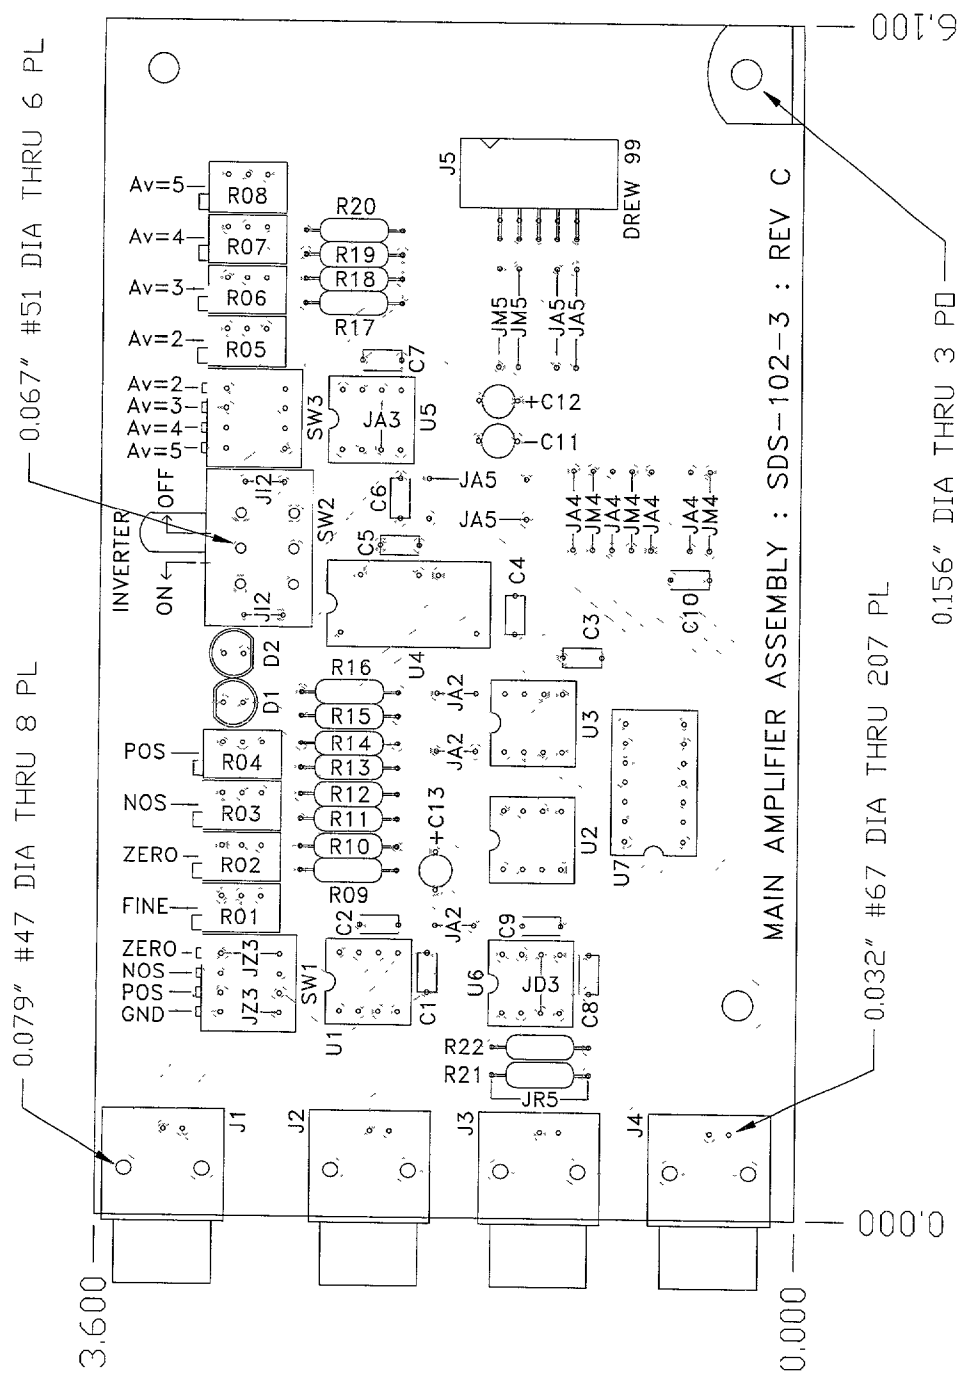 0.079" #47 DIA THRU 8 PL
0.067" #51 DIA THRU 6 PL
3.600
GND
POS
NOS
ZERO
FINE
ZERO
NOS
POS
INVERTER
ON
OFF
Av=5
Av=4
Av=3
Av=2
Av=2
Av=3
Av=4
Av=5
J1
JZ3
JZ3
SW1
R01
R02
R03
R04
D1
D2
J12
J12
SW2
SW3
R05
R06
R07
R08
J2
U1
C1
C2
R09
R10
R11
R12
R13
R14
R15
R16
U4
C5
C6
JA3
U5
C7
R17
R18
R19
R20
+C13
JA2
JA2
JA2
J3
R21
R22
JR5
U6
JD3
C8
C9
U2
U3
C3
C4
JA5
JA5
-C11
+C12
JM5
JM5
JA5
JA5
J5
DREW 99
J4
U7
C10
JA4
JM4
JA4
JM4
JA4
JA4
JM4
MAIN AMPLIFIER ASSEMBLY : SDS-102-3 : REV C
0.000
0.000
6.100
0.032" #67 DIA THRU 207 PL
0.156" DIA THRU 3 PO